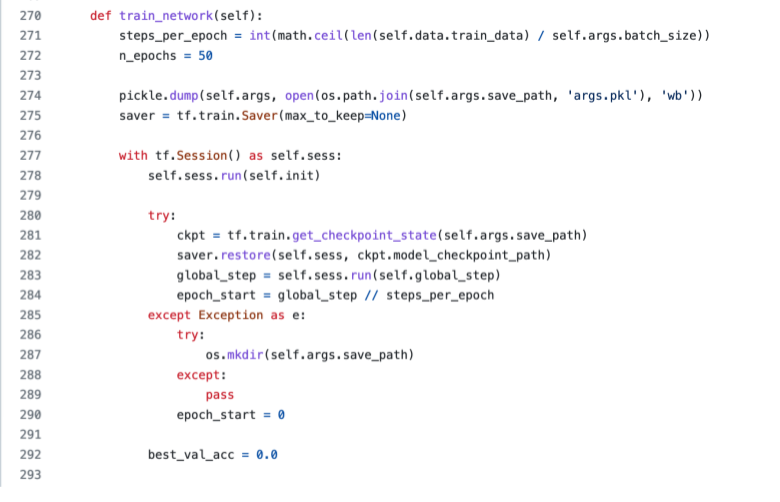 270 def train_network(self):
271 steps_per_epoch = int(math.ceil(len(self.data.train_data) / self.args.batch_size))
272 n_epochs = 50
273
274 pickle.dump(self.args, open(os.path.join(self.args.save_path, 'args.pkl'), 'wb'))
275 saver = tf.train.Saver(max_to_keep=None)
276
277 with tf.Session() as self.sess:
278 self.sess.run(self.init)
279
280 try:
281 ckpt = tf.train.get_checkpoint_state(self.args.save_path)
282 saver.restore(self.sess, ckpt.model_checkpoint_path)
283 global_step = self.sess.run(self.global_step)
284 epoch_start = global_step // steps_per_epoch
285 except Exception as e:
286 try:
287 os.mkdir(self.args.save_path)
288 except:
289 pass
290 epoch_start = 0
291
292 best_val_acc = 0.0
293